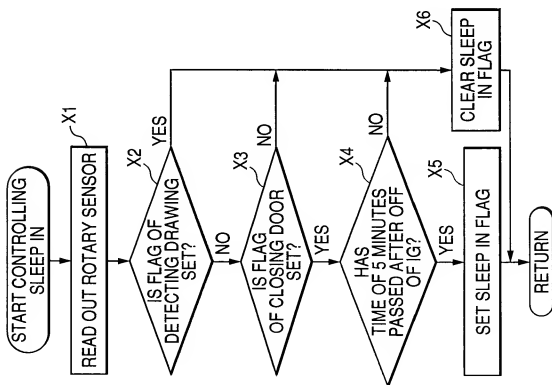 START CONTROLLING
SLEEP IN
X1
READ OUT ROTARY SENSOR
X2
IS FLAG OF
DETECTING DRAWING
SET?
YES
NO
X3
IS FLAG
OF CLOSING DOOR
SET?
NO
YES
X4
HAS
TIME OF 5 MINUTES
PASSED AFTER OFF
OF IG?
NO
YES
X5
SET SLEEP IN FLAG
X6
CLEAR SLEEP
IN FLAG
RETURN